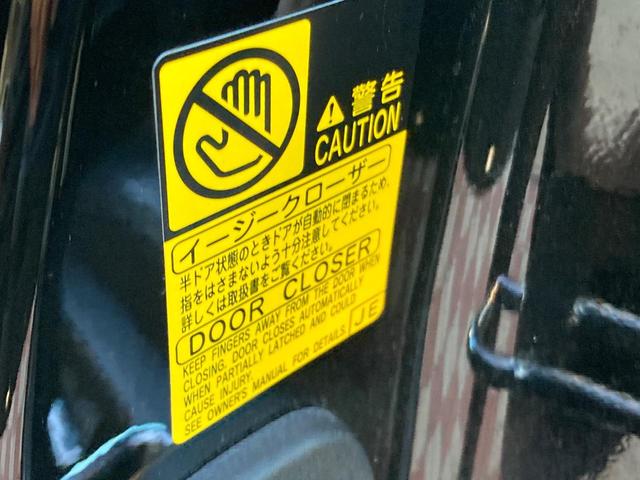 警告
CAUTION
イージークローザー
半ドア状態のときドアが自動的に閉まるため、
指をはさまないよう十分注意してください。
詳しくは取扱書をご覧ください。
DOOR CLOSER
KEEP FINGERS AWAY FROM THE DOOR WHEN
CLOSING. DOOR CLOSES AUTOMATICALLY
WHEN PARTIALLY LATCHED AND COULD
CAUSE INJURY.
SEE OWNER'S MANUAL FOR DETAILS.
JE